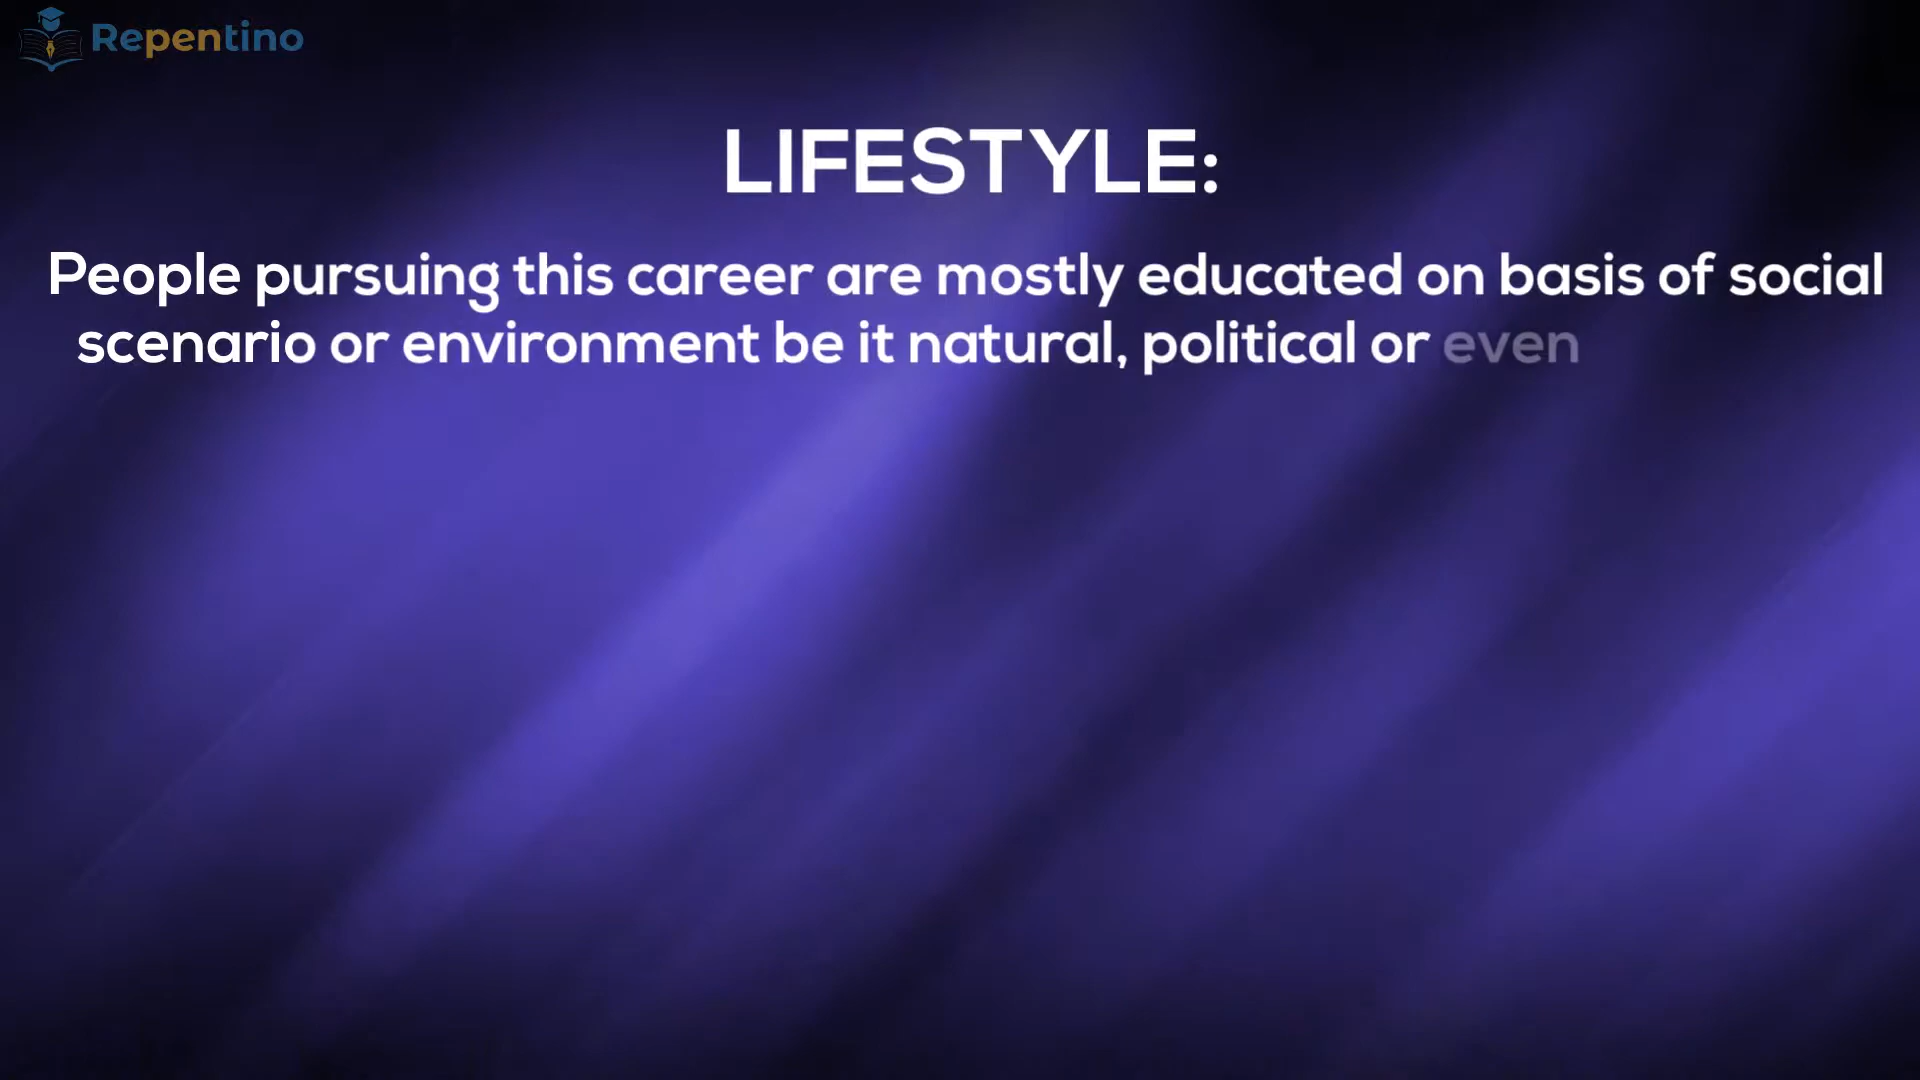 Repentino
LIFESTYLE:
People pursuing this career are mostly educated on basis of social
scenario or environment be it natural, political or even